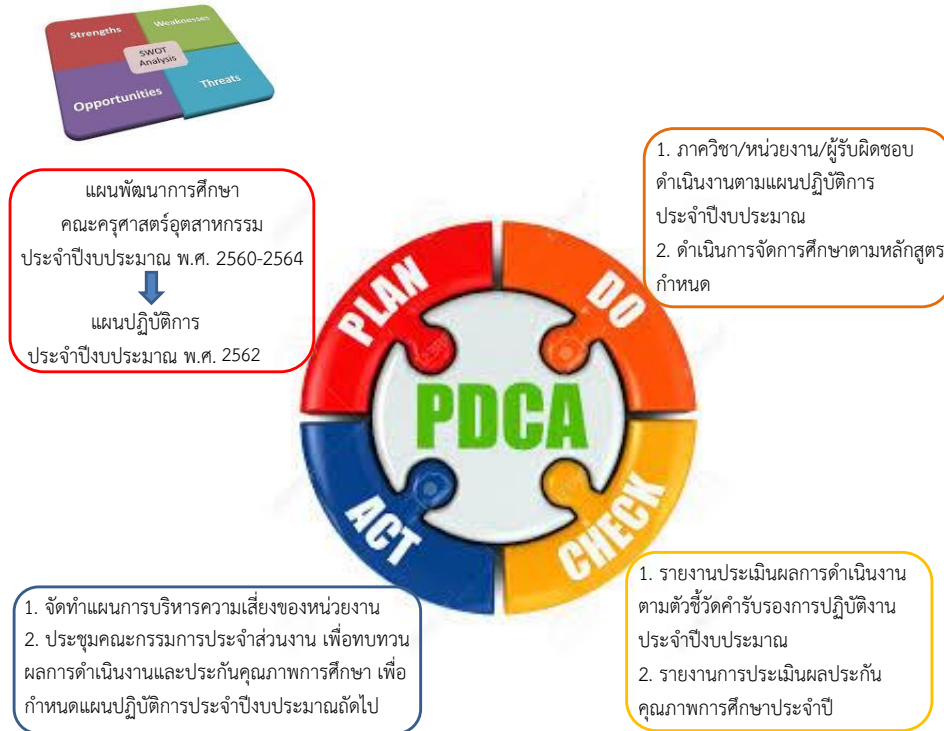 Strengths
Weaknesses
SWOT
Analysis
Opportunities
Threats
แผนพัฒนาการศึกษา
คณะครุศาสตร์อุตสาหกรรม
ประจำปีงบประมาณ พ.ศ. 2560-2564
แผนปฏิบัติการ
ประจำปีงบประมาณ พ.ศ. 2562
1. ภาควิชา/หน่วยงาน/ผู้รับผิดชอบ
ดำเนินงานตามแผนปฏิบัติการ
ประจำปีงบประมาณ
2. ดำเนินการจัดการศึกษาตามหลักสูตร
กำหนด
PLAN
DO
PDCA
ACT
CHECK
1. จัดทำแผนการบริหารความเสี่ยงของหน่วยงาน
2. ประชุมคณะกรรมการประจำส่วนงาน เพื่อทบทวน
ผลการดำเนินงานและประกันคุณภาพการศึกษา เพื่อ
กำหนดแผนปฏิบัติการประจำปีงบประมาณถัดไป
1. รายงานประเมินผลการดำเนินงาน
ตามตัวชี้วัดคำรับรองการปฏิบัติงาน
ประจำปีงบประมาณ
2. รายงานการประเมินผลประกัน
คุณภาพการศึกษาประจำปี